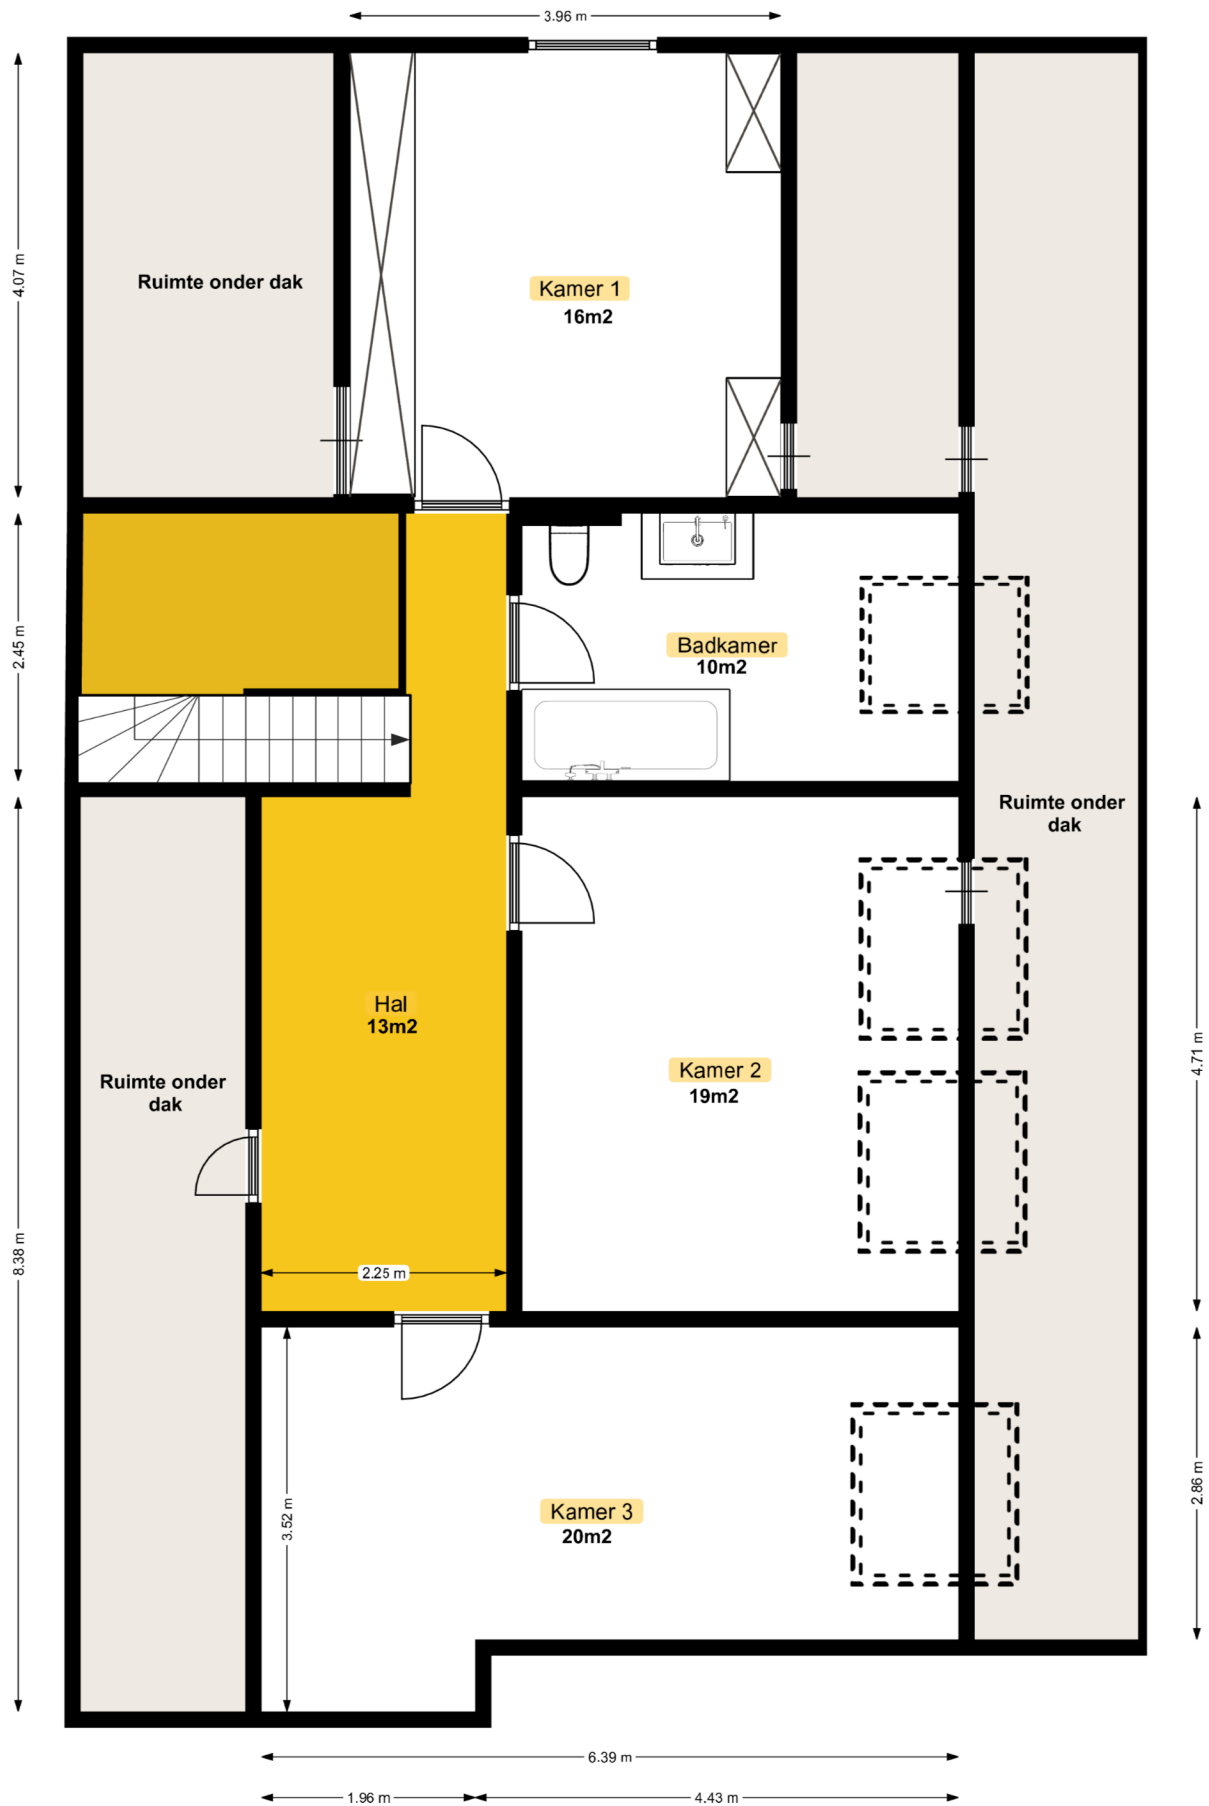 3.96 m
4.07 m
Ruimte onder dak
Kamer 1
16m2
2.45 m
Badkamer
10m2
Ruimte onder
dak
Hal
13m2
Kamer 2
19m2
Ruimte onder
dak
4.71 m
8.38 m
2.25 m
3.52 m
Kamer 3
20m2
2.86 m
6.39 m
1.96 m
4.43 m